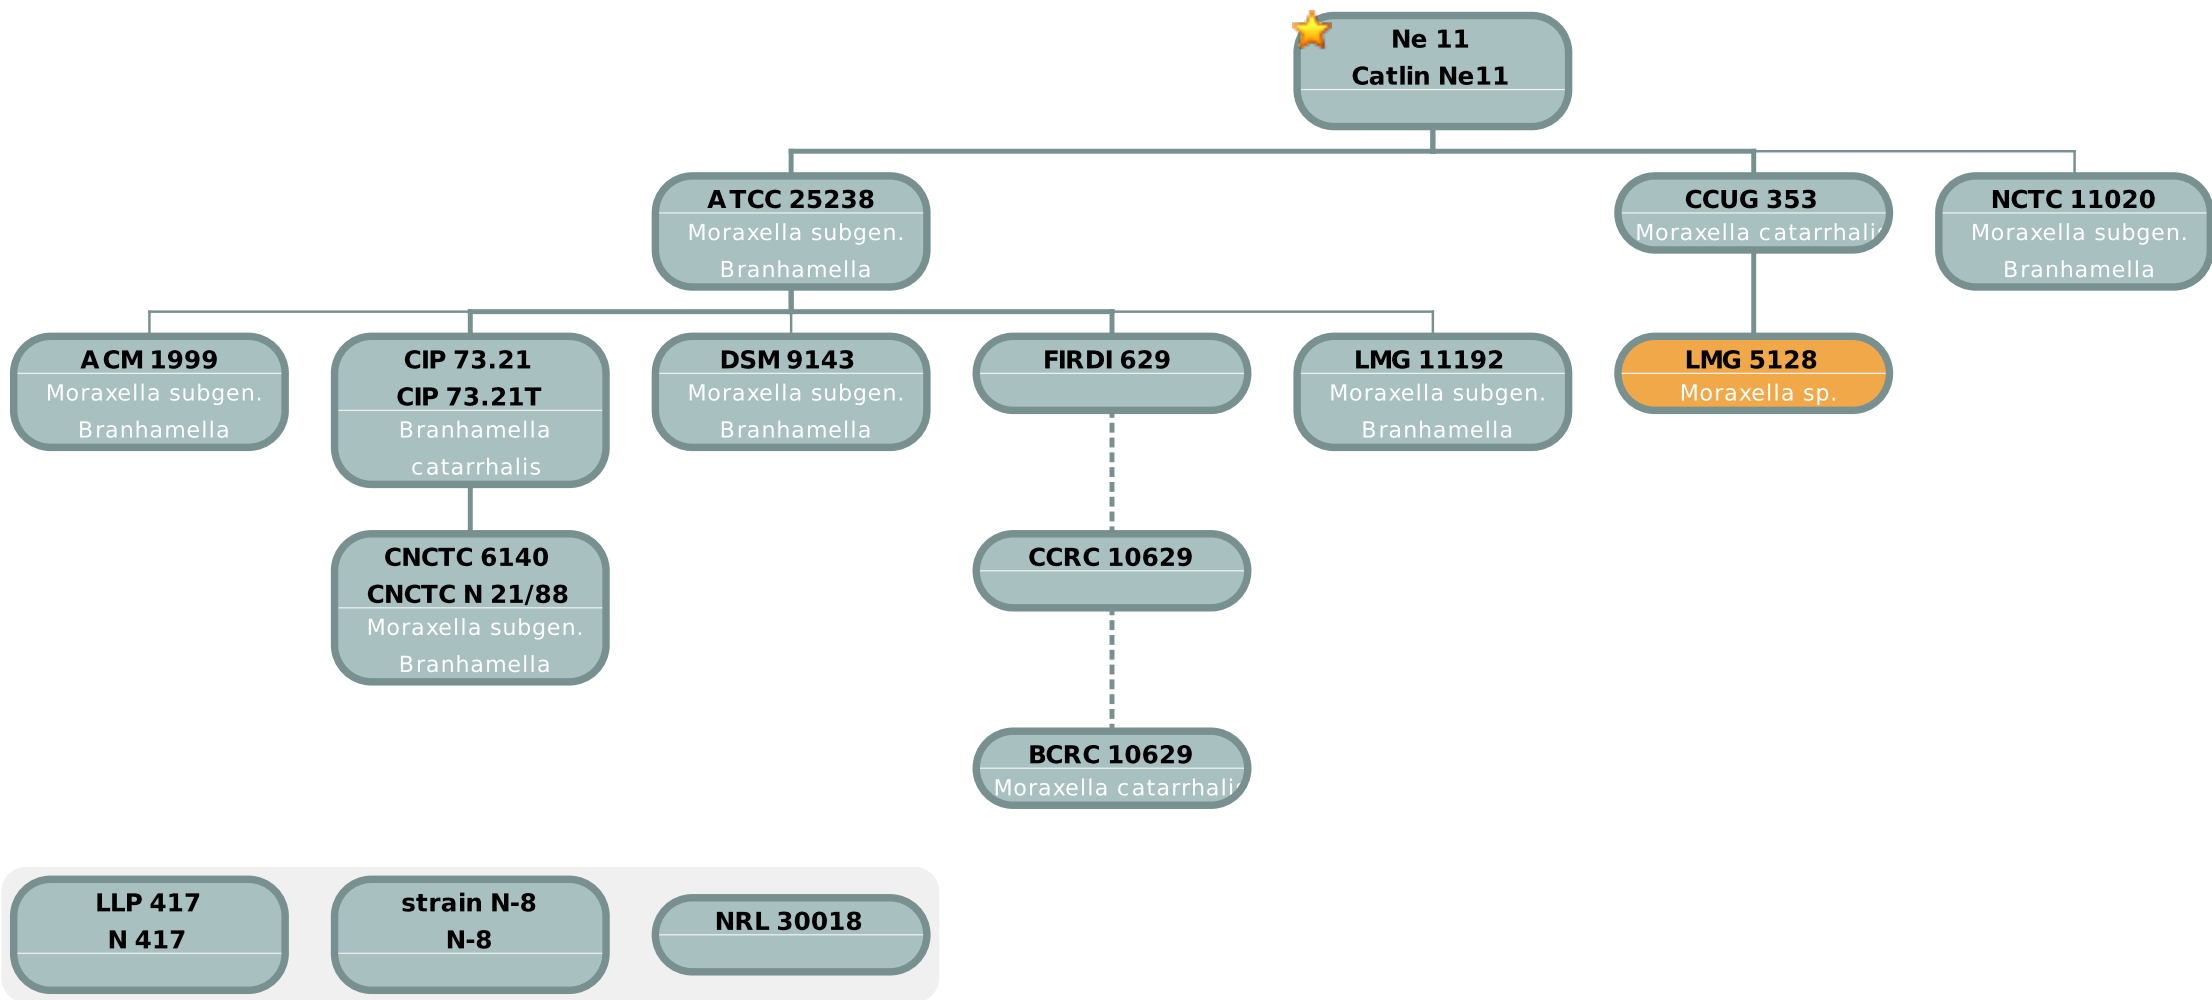 Ne 11
Catlin Ne11
ATCC 25238
Moraxella subgen.
Branhamella
CCUG 353
Moraxella catarrhalis
NCTC 11020
Moraxella subgen.
Branhamella
ACM 1999
Moraxella subgen.
Branhamella
CIP 73.21
CIP 73.21T
Branhamella
catarrhalis
DSM 9143
Moraxella subgen.
Branhamella
FIRDI 629
LMG 11192
Moraxella subgen.
Branhamella
LMG 5128
Moraxella sp.
CNCTC 6140
CNCTC N 21/88
Moraxella subgen.
Branhamella
CCRC 10629
BCRC 10629
Moraxella catarrhalis
LLP 417
N 417
strain N-8
N-8
NRL 30018